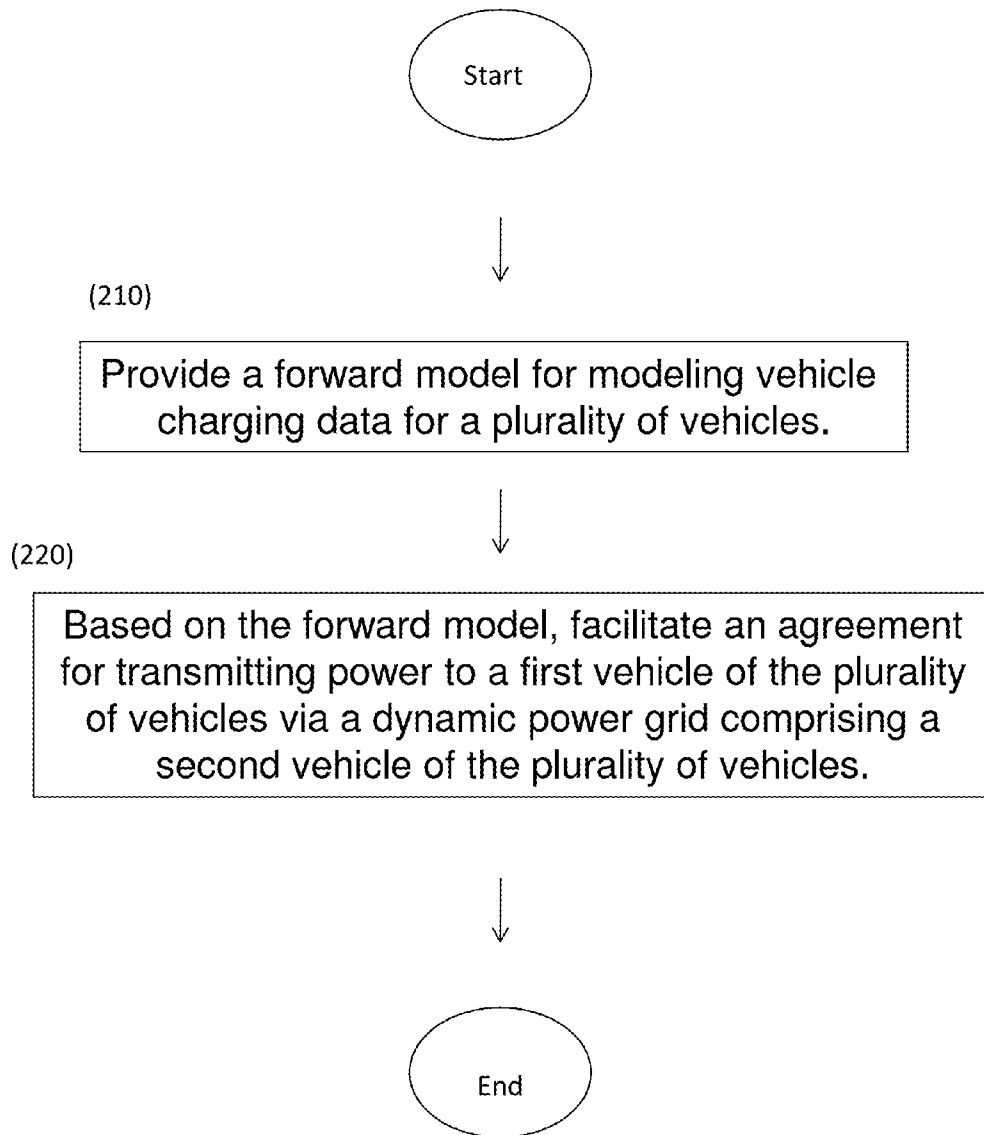 Start
(210)
Provide a forward model for modeling vehicle
charging data for a plurality of vehicles.
(220)
Based on the forward model, facilitate an agreement
for transmitting power to a first vehicle of the plurality
of vehicles via a dynamic power grid comprising a
second vehicle of the plurality of vehicles.
End